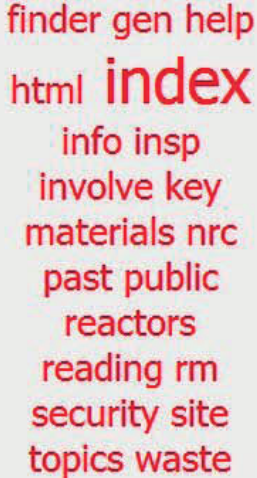 finder gen help
html index
info insp
involve key
materials nrc
past public
reactors
reading rm
security site
topics waste